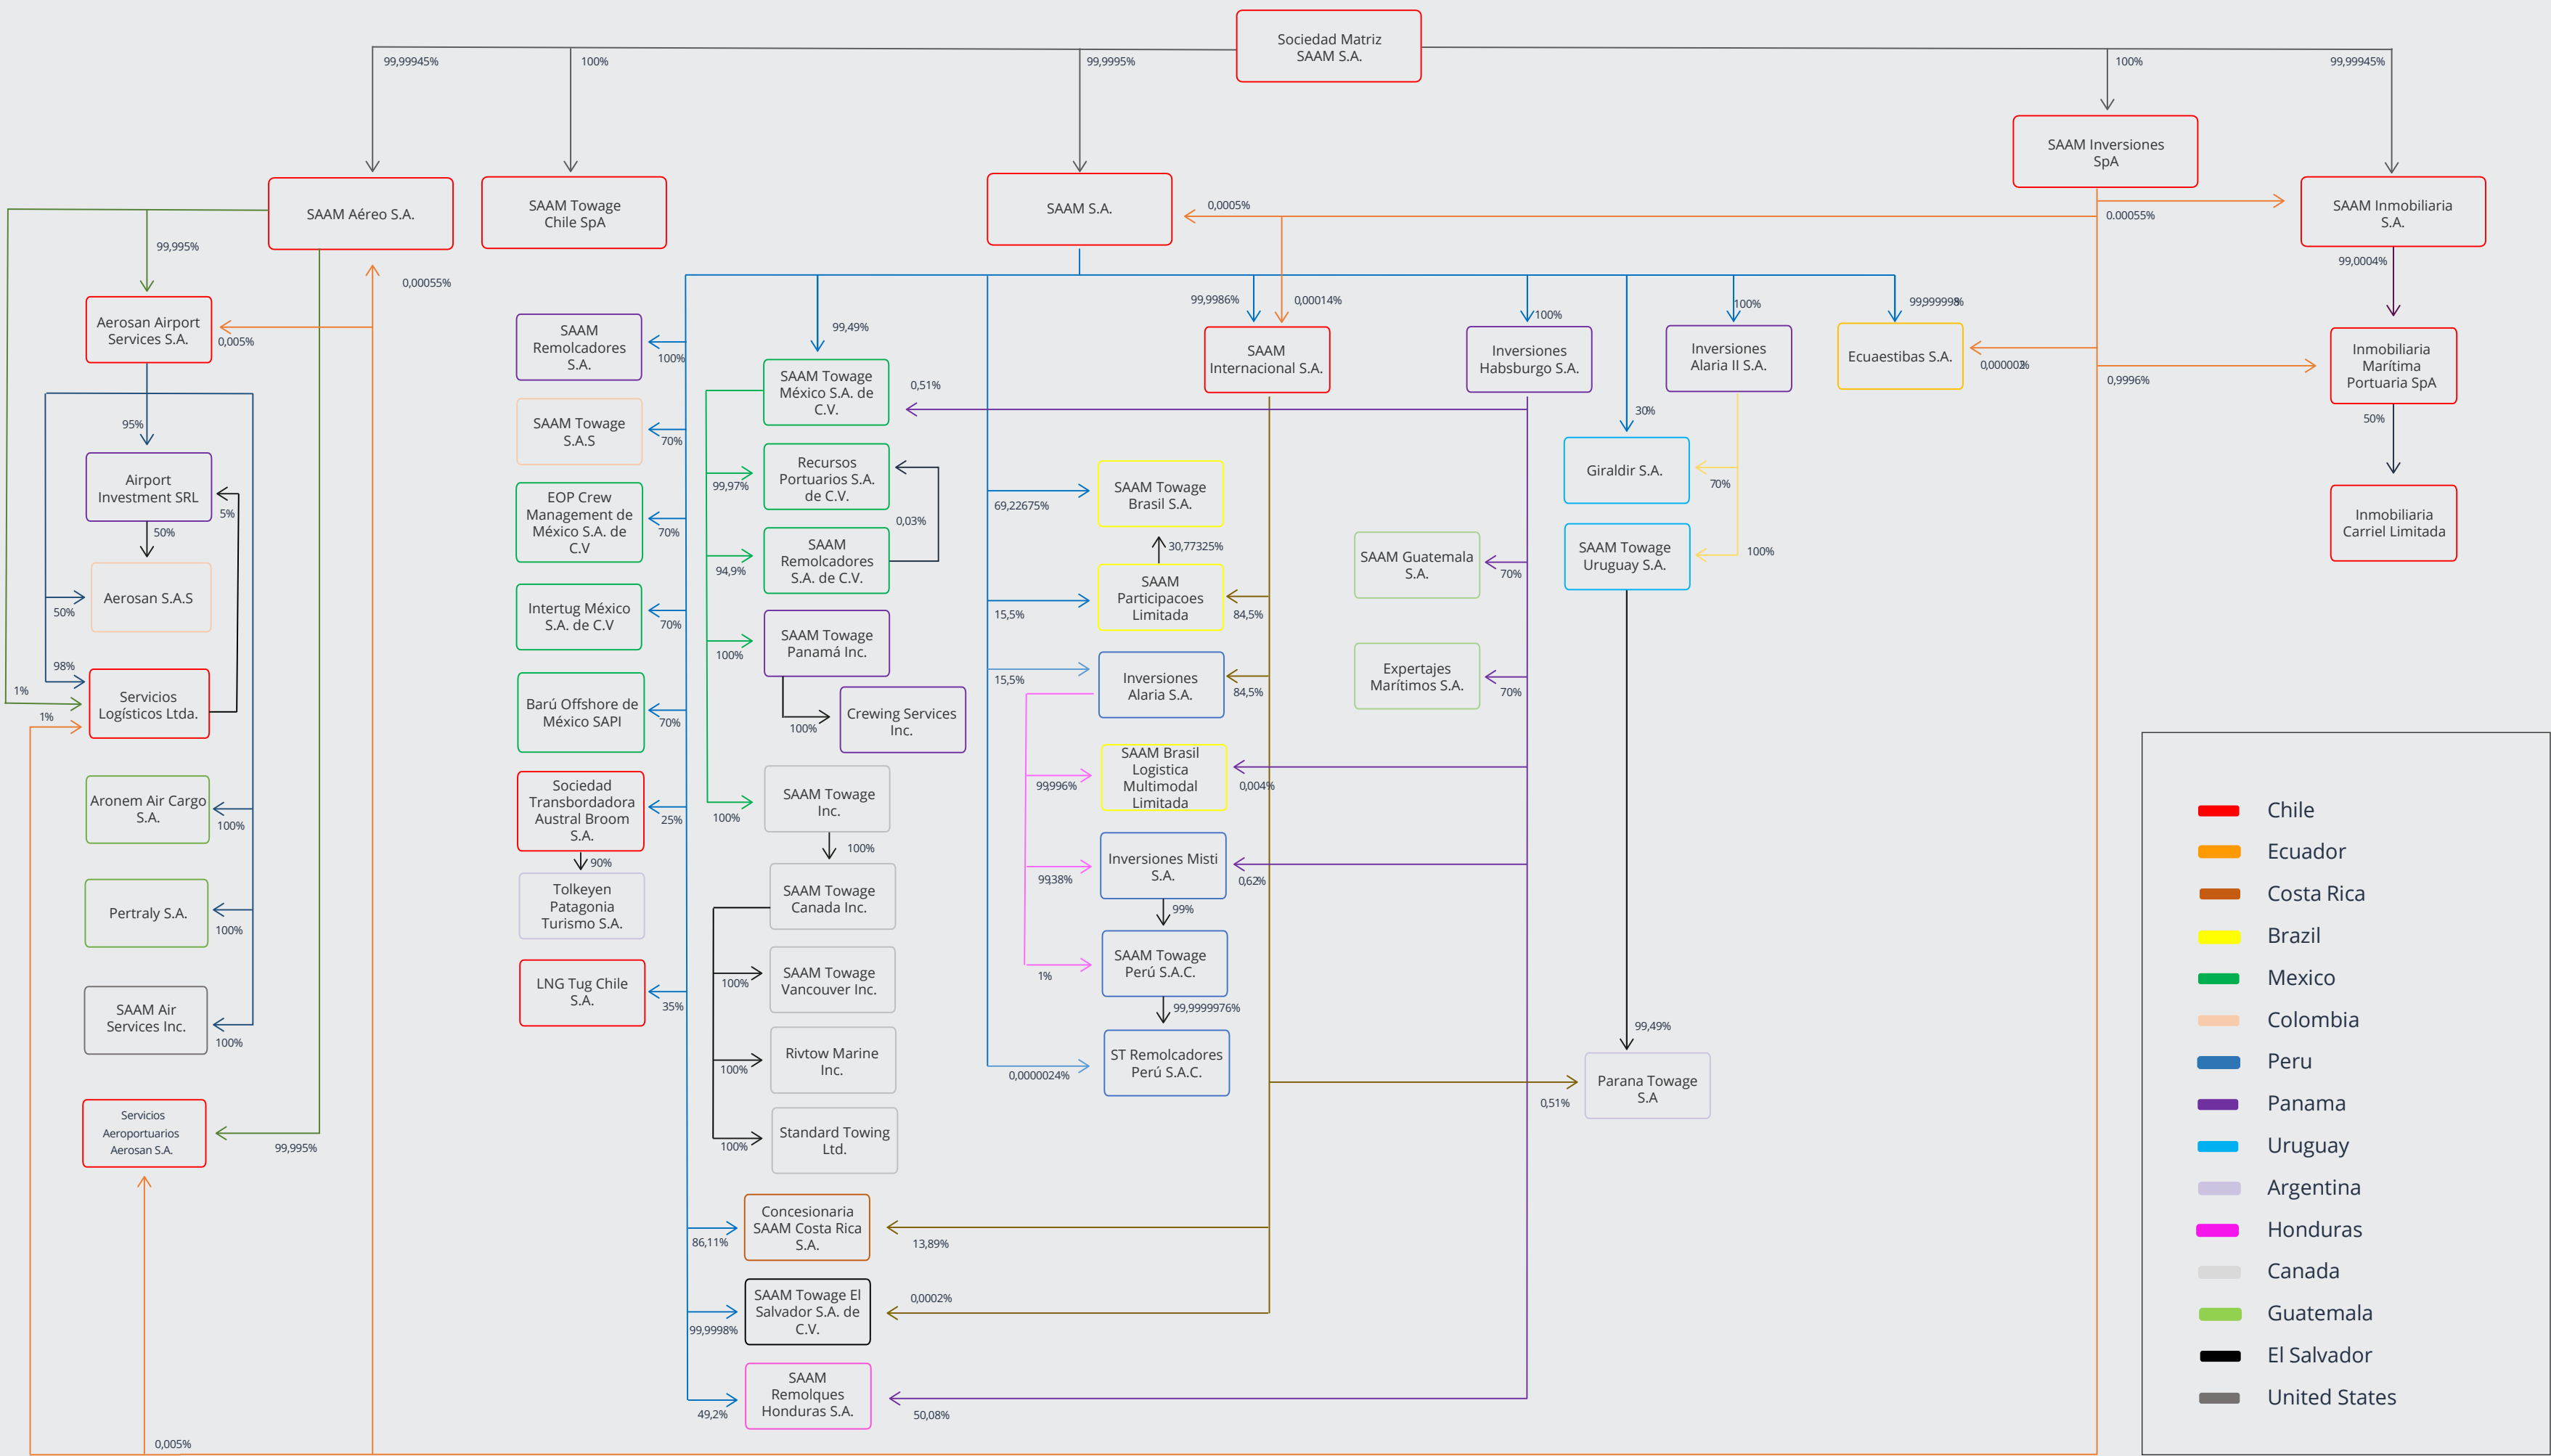 Sociedad Matriz
SAAM S.A.
99,99945%
100%
99,9995%
100%
99,99945%
SAAM Inversiones
SpA
SAAM Aéreo S.A.
SAAM Towage
Chile SpA
SAAM S.A.
0,0005%
0.00055%
SAAM Inmobiliaria
S.A.
99,995%
0,00055%
99,0004%
Aerosan Airport
Services S.A.
0,005%
SAAM
Remolcadores
S.A.
100%
99,49%
99,9986%
0,00014%
SAAM
Internacional S.A.
100%
Inversiones
Habsburgo S.A.
100%
Inversiones
Alaria II S.A.
Ecuaestibas S.A.
0,9996%
Inmobiliaria
Marítima
Portuaria SpA
50%
Inmobiliaria
Carriel Limitada
95%
Airport
Investment SRL
5%
50%
Aerosan S.A.S
50%
98%
1%
1%
Servicios
Logísticos Ltda.
Aronem Air Cargo
S.A.
100%
Pertraly S.A.
100%
SAAM Air
Services Inc.
100%
Servicios
Aeroportuarios
Aerosan S.A.
99,995%
0,005%
SAAM Towage
S.A.S
70%
EOP Crew
Management de
México S.A. de
C.V
70%
Intertug México
S.A. de C.V
70%
Barú Offshore de
México SAPI
70%
Sociedad
Transbordadora
Austral Broom
S.A.
25%
90%
Tolkeyen
Patagonia
Turismo S.A.
LNG Tug Chile
S.A.
35%
SAAM Towage
México S.A. de
C.V.
0,51%
Recursos
Portuarios S.A.
de C.V.
99,97%
0,03%
SAAM
Remolcadores
S.A. de C.V.
94,9%
SAAM Towage
Panamá Inc.
100%
Crewing Services
Inc.
100%
SAAM Towage
Inc.
100%
100%
SAAM Towage
Canada Inc.
SAAM Towage
Vancouver Inc.
100%
Rivtow Marine
Inc.
100%
Standard Towing
Ltd.
100%
Concesionaria
SAAM Costa Rica
S.A.
86,11%
13,89%
SAAM Towage El
Salvador S.A. de
C.V.
99,9998%
0,0002%
SAAM
Remolques
Honduras S.A.
49,2%
50,08%
SAAM Towage
Brasil S.A.
69,22675%
30,77325%
SAAM
Participacoes
Limitada
15,5%
84,5%
Inversiones
Alaria S.A.
15,5%
84,5%
SAAM Brasil
Logistica
Multimodal
Limitada
99,996%
0,004%
Inversiones Misti
S.A.
99,38%
0,62%
99%
SAAM Towage
Perú S.A.C.
1%
99,9999976%
ST Remolcadores
Perú S.A.C.
0,0000024%
SAAM Guatemala
S.A.
70%
Expertajes
Marítimos S.A.
70%
30%
Giraldir S.A.
70%
SAAM Towage
Uruguay S.A.
100%
99,49%
Parana Towage
S.A
0,51%
Chile
Ecuador
Costa Rica
Brazil
Mexico
Colombia
Peru
Panama
Uruguay
Argentina
Honduras
Canada
Guatemala
El Salvador
United States